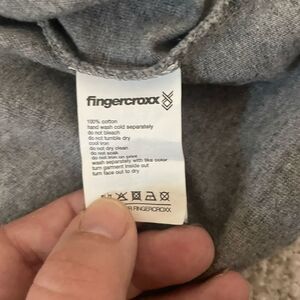 fingercroxx
100% cotton
hand wash cold separately
do not bleach
do not tumble dry
cool iron
do not dry clean
do not soak
do not iron on print
wash separately with like color
turn garment inside out
turn face out to dry
FINGERCROXX